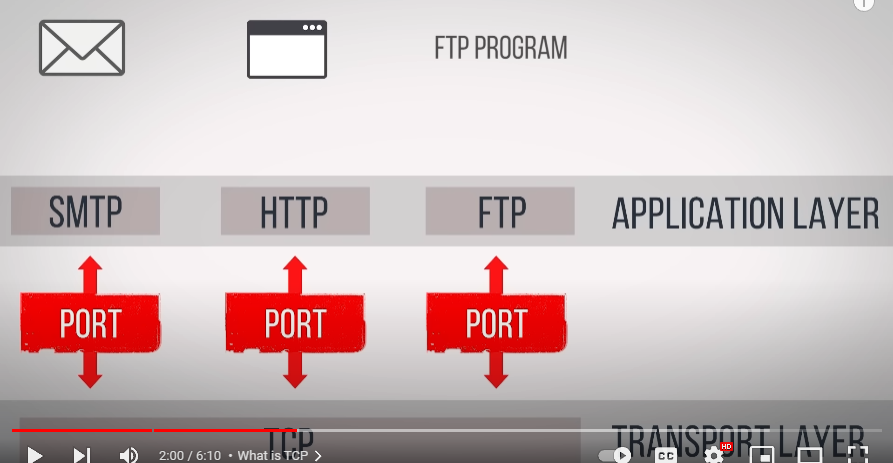 FTP PROGRAM
SMTP HTTP FTP APPLICATION LAYER
PORT PORT PORT
TCP TRANSPORT LAYER
HD
2:00 / 6:10 • What is TCP >
CC